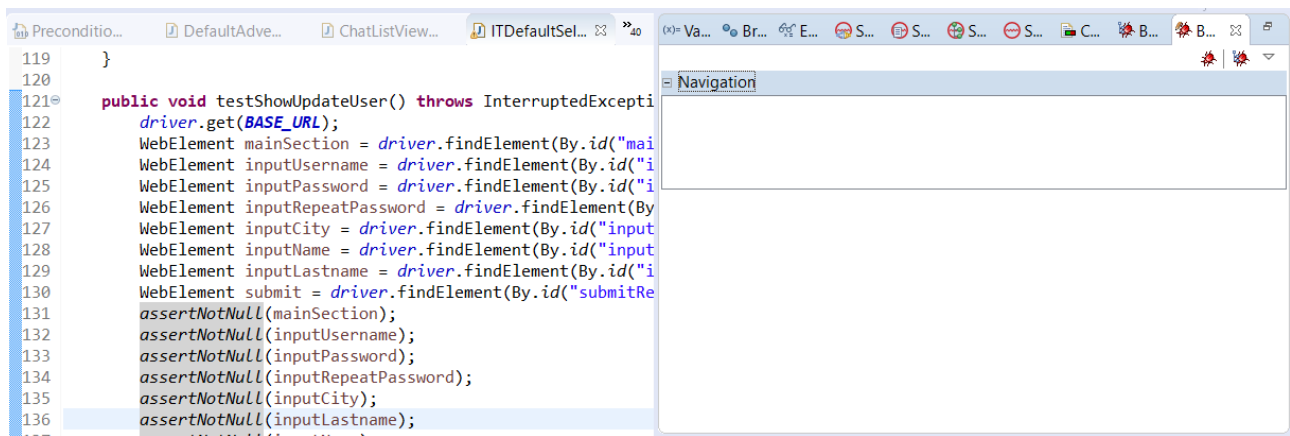 Preconditio... DefaultAdve... ChatListView... ITDefaultSel... »40
119 }
120
121 public void testShowUpdateUser() throws InterruptedExcepti
122 driver.get(BASE_URL);
123 WebElement mainSection = driver.findElement(By.id("mai
124 WebElement inputUsername = driver.findElement(By.id("i
125 WebElement inputPassword = driver.findElement(By.id("i
126 WebElement inputRepeatPassword = driver.findElement(By
127 WebElement inputCity = driver.findElement(By.id("input
128 WebElement inputName = driver.findElement(By.id("input
129 WebElement inputLastname = driver.findElement(By.id("i
130 WebElement submit = driver.findElement(By.id("submitRe
131 assertNotNull(mainSection);
132 assertNotNull(inputUsername);
133 assertNotNull(inputPassword);
134 assertNotNull(inputRepeatPassword);
135 assertNotNull(inputCity);
136 assertNotNull(inputLastname);
(x)= Va... Br... E... S... S... S... S... C... B... B...
Navigation